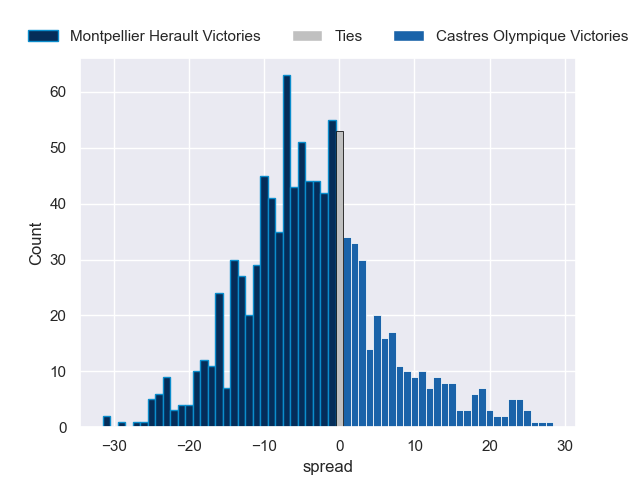 Montpellier Herault Victories Ties Castres Olympique Victories
60
50
40
30
20
10
0
Count
−30 −20 −10 0 10 20 30
spread